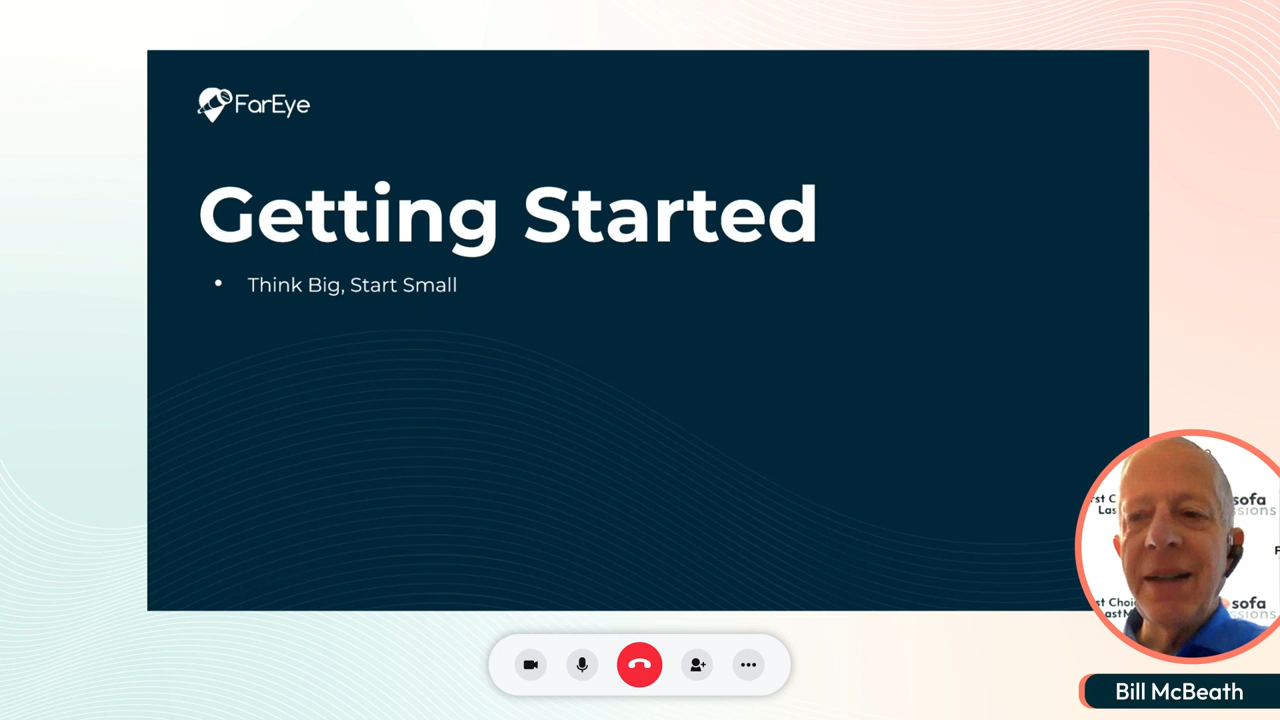 FarEye
Getting Started
• Think Big, Start Small
sofa
sofa
Bill McBeath